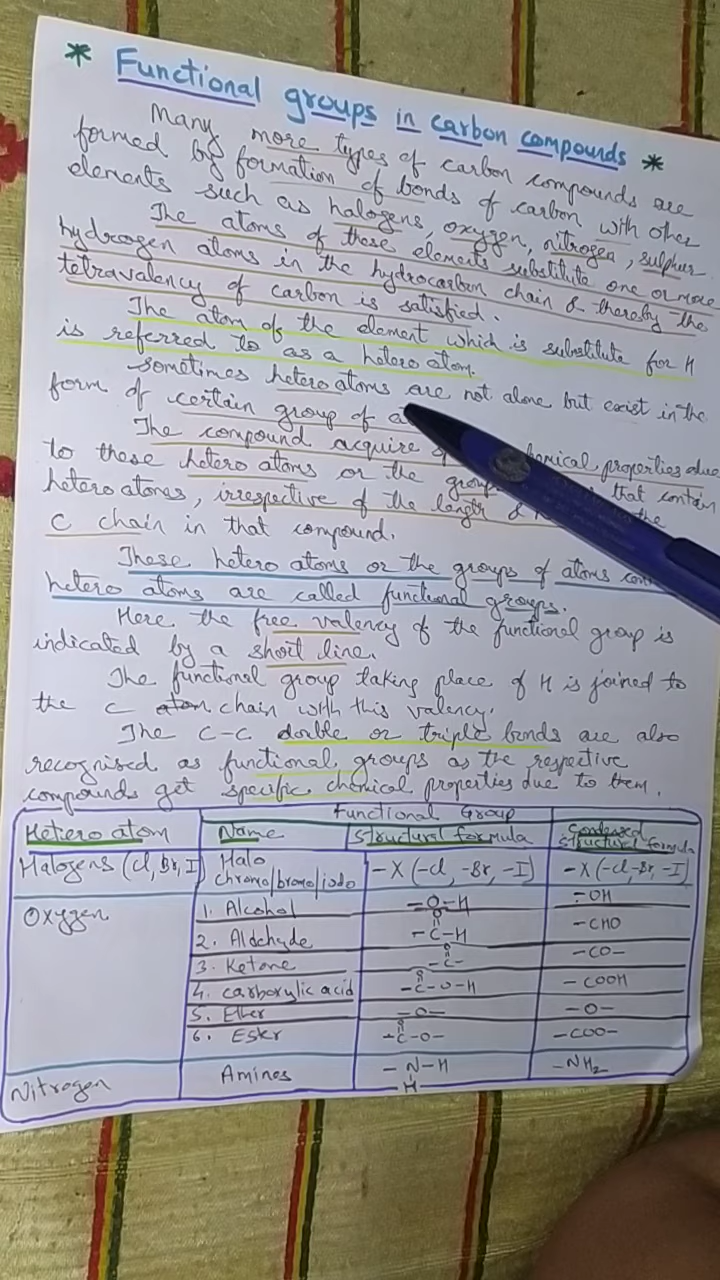 * Functional groups in carbon compounds *
Many more types of carbon compounds are
formed by formation of bonds of carbon with other
elements such as halogens, oxygen, nitrogen, sulphur.
The atoms of these elements substitute one or more
hydrogen atoms in the hydrocarbon chain & thereby the
tetravalency of carbon is satisfied.
The atom of the element which is substitute for H
is referred to as a hetero atom.
Sometimes hetero atoms are not alone but exist in the
form of certain group of
The compound acquire chemical properties due
to these hetero atoms or the groups that contain
hetero atoms, irrespective of the length & the
C chain in that compound.
These hetero atoms or the groups of atoms
hetero atoms are called functional groups.
Here the free valency of the functional group is
indicated by a short line.
The functional group taking place of H is joined to
the C chain with this valency.
The C-C double or triple bonds are also
recognised as functional groups as the respective
compounds get specific chemical properties due to them.
Functional Group
Hetero atom Name Structural formula Condensed structural formula
Halogens (Cl, Br, I) Halo chromo/bromo/iodo -X (-Cl, -Br, -I) -X (-Cl, -Br, -I)
Oxygen 1. Alcohol -O-H -OH
2. Aldehyde O || -C-H -CHO
3. Ketone O || -C- -CO-
4. carboxylic acid O || -C-O-H -COOH
5. Ether -O- -O-
6. Ester O || -C-O- -COO-
Nitrogen Amines -N-H | H -NH₂